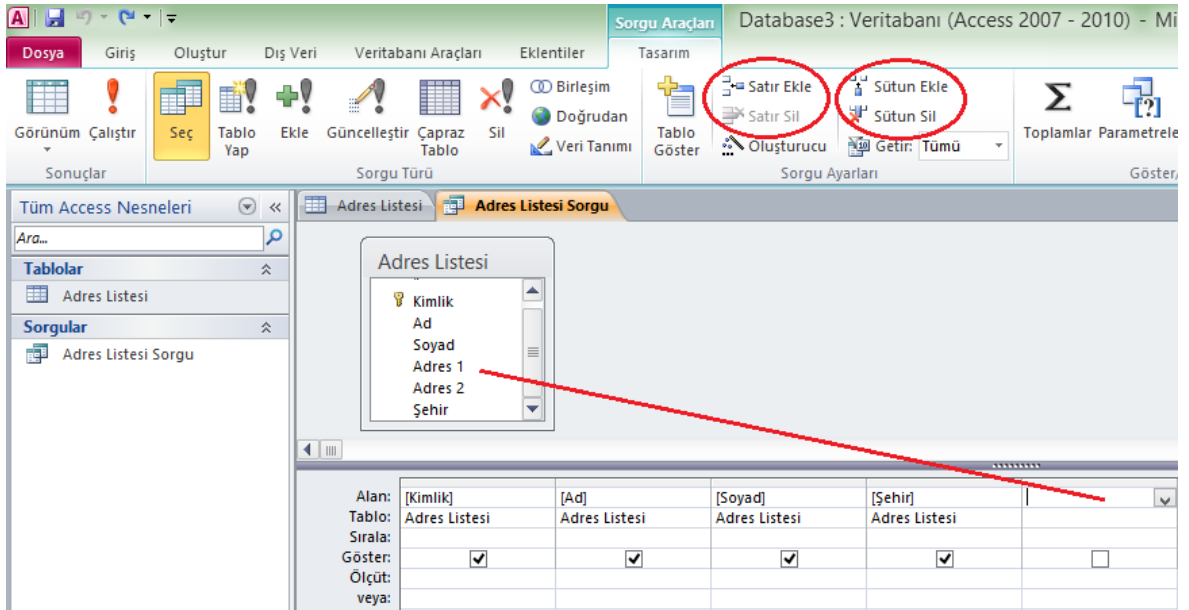 A
Sorgu Araçları Database3 : Veritabanı (Access 2007 - 2010) - Mi
Dosya Giriş Oluştur Dış Veri Veritabanı Araçları Eklentiler Tasarım
Görünüm Çalıştır Seç Tablo Yap Ekle Güncelleştir Çapraz Tablo Sil
Birleşim
Doğrudan
Veri Tanımı
Tablo Göster
Satır Ekle
Satır Sil
Oluşturucu
Sütun Ekle
Sütun Sil
Getir: Tümü
Toplamlar Parametrele
Sonuçlar Sorgu Türü Sorgu Ayarları Göster/
Tüm Access Nesneleri
Ara...
Tablolar
Adres Listesi
Sorgular
Adres Listesi Sorgu
Adres Listesi Adres Listesi Sorgu
Adres Listesi
Kimlik
Ad
Soyad
Adres 1
Adres 2
Şehir
Alan: [Kimlik] [Ad] [Soyad] [Şehir]
Tablo: Adres Listesi Adres Listesi Adres Listesi Adres Listesi
Sırala:
Göster:
Ölçüt:
veya: